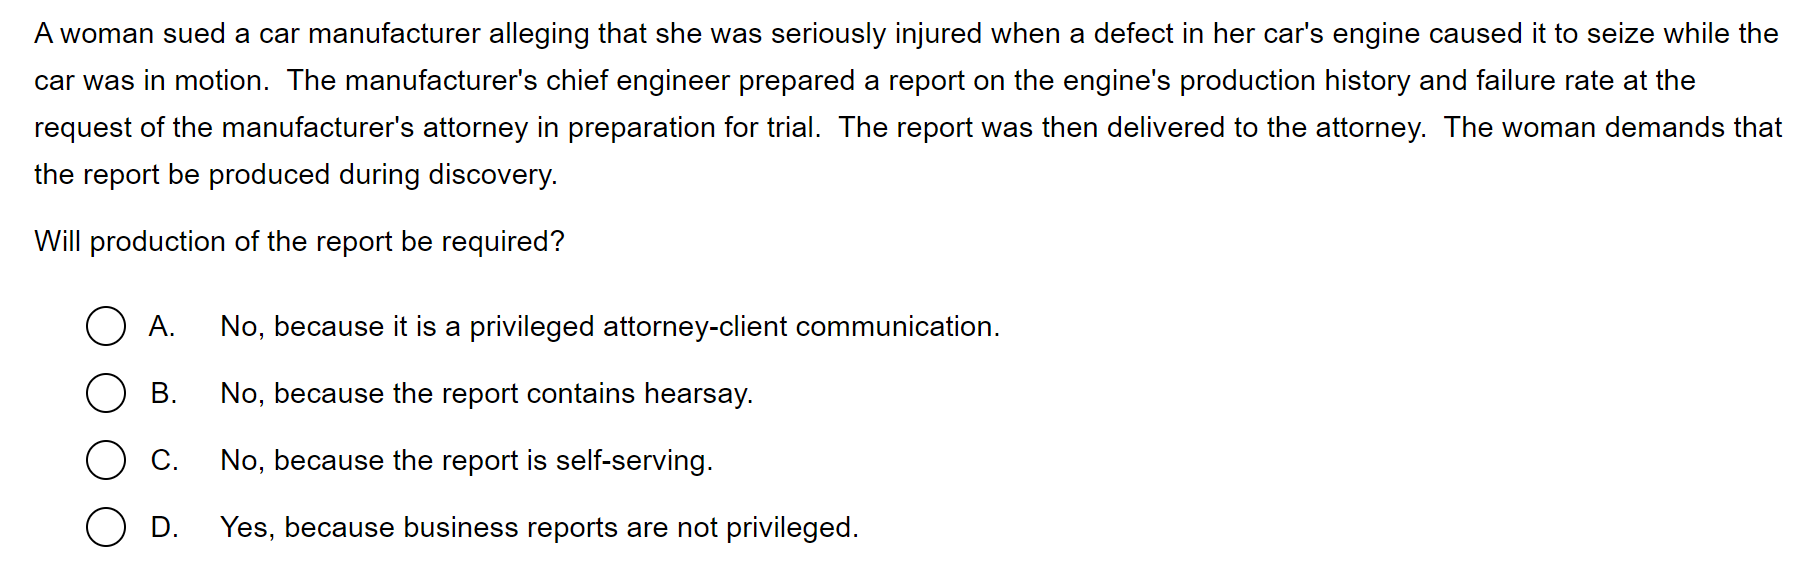 A woman sued a car manufacturer alleging that she was seriously injured when a defect in her car's engine caused it to seize while the
car was in motion.  The manufacturer's chief engineer prepared a report on the engine's production history and failure rate at the
request of the manufacturer's attorney in preparation for trial.  The report was then delivered to the attorney.  The woman demands that
the report be produced during discovery.
Will production of the report be required?
A. No, because it is a privileged attorney-client communication.
B. No, because the report contains hearsay.
C. No, because the report is self-serving.
D. Yes, because business reports are not privileged.